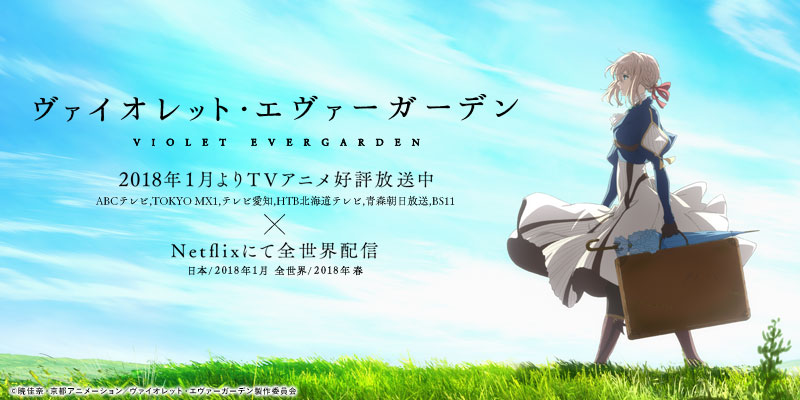 ヴァイオレット・エヴァーガーデン
VIOLET EVERGARDEN
2018年1月よりTVアニメ好評放送中
ABCテレビ,TOKYO MX1,テレビ愛知,HTB北海道テレビ,青森朝日放送,BS11
×
Netflixにて全世界配信
日本/2018年1月 全世界/2018年 春
©暁佳奈・京都アニメーション/ヴァイオレット・エヴァーガーデン製作委員会